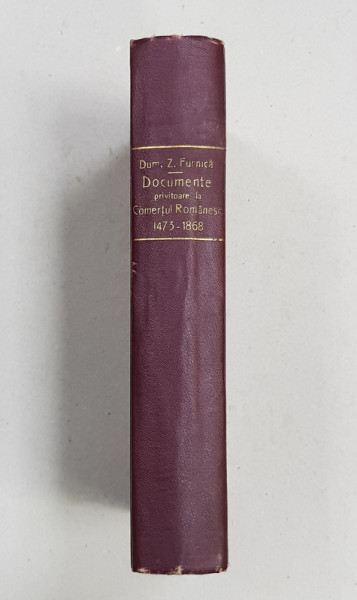 Dum. Z. Furnică
Documente
privitoare la
Comerțul Românesc
1473-1868